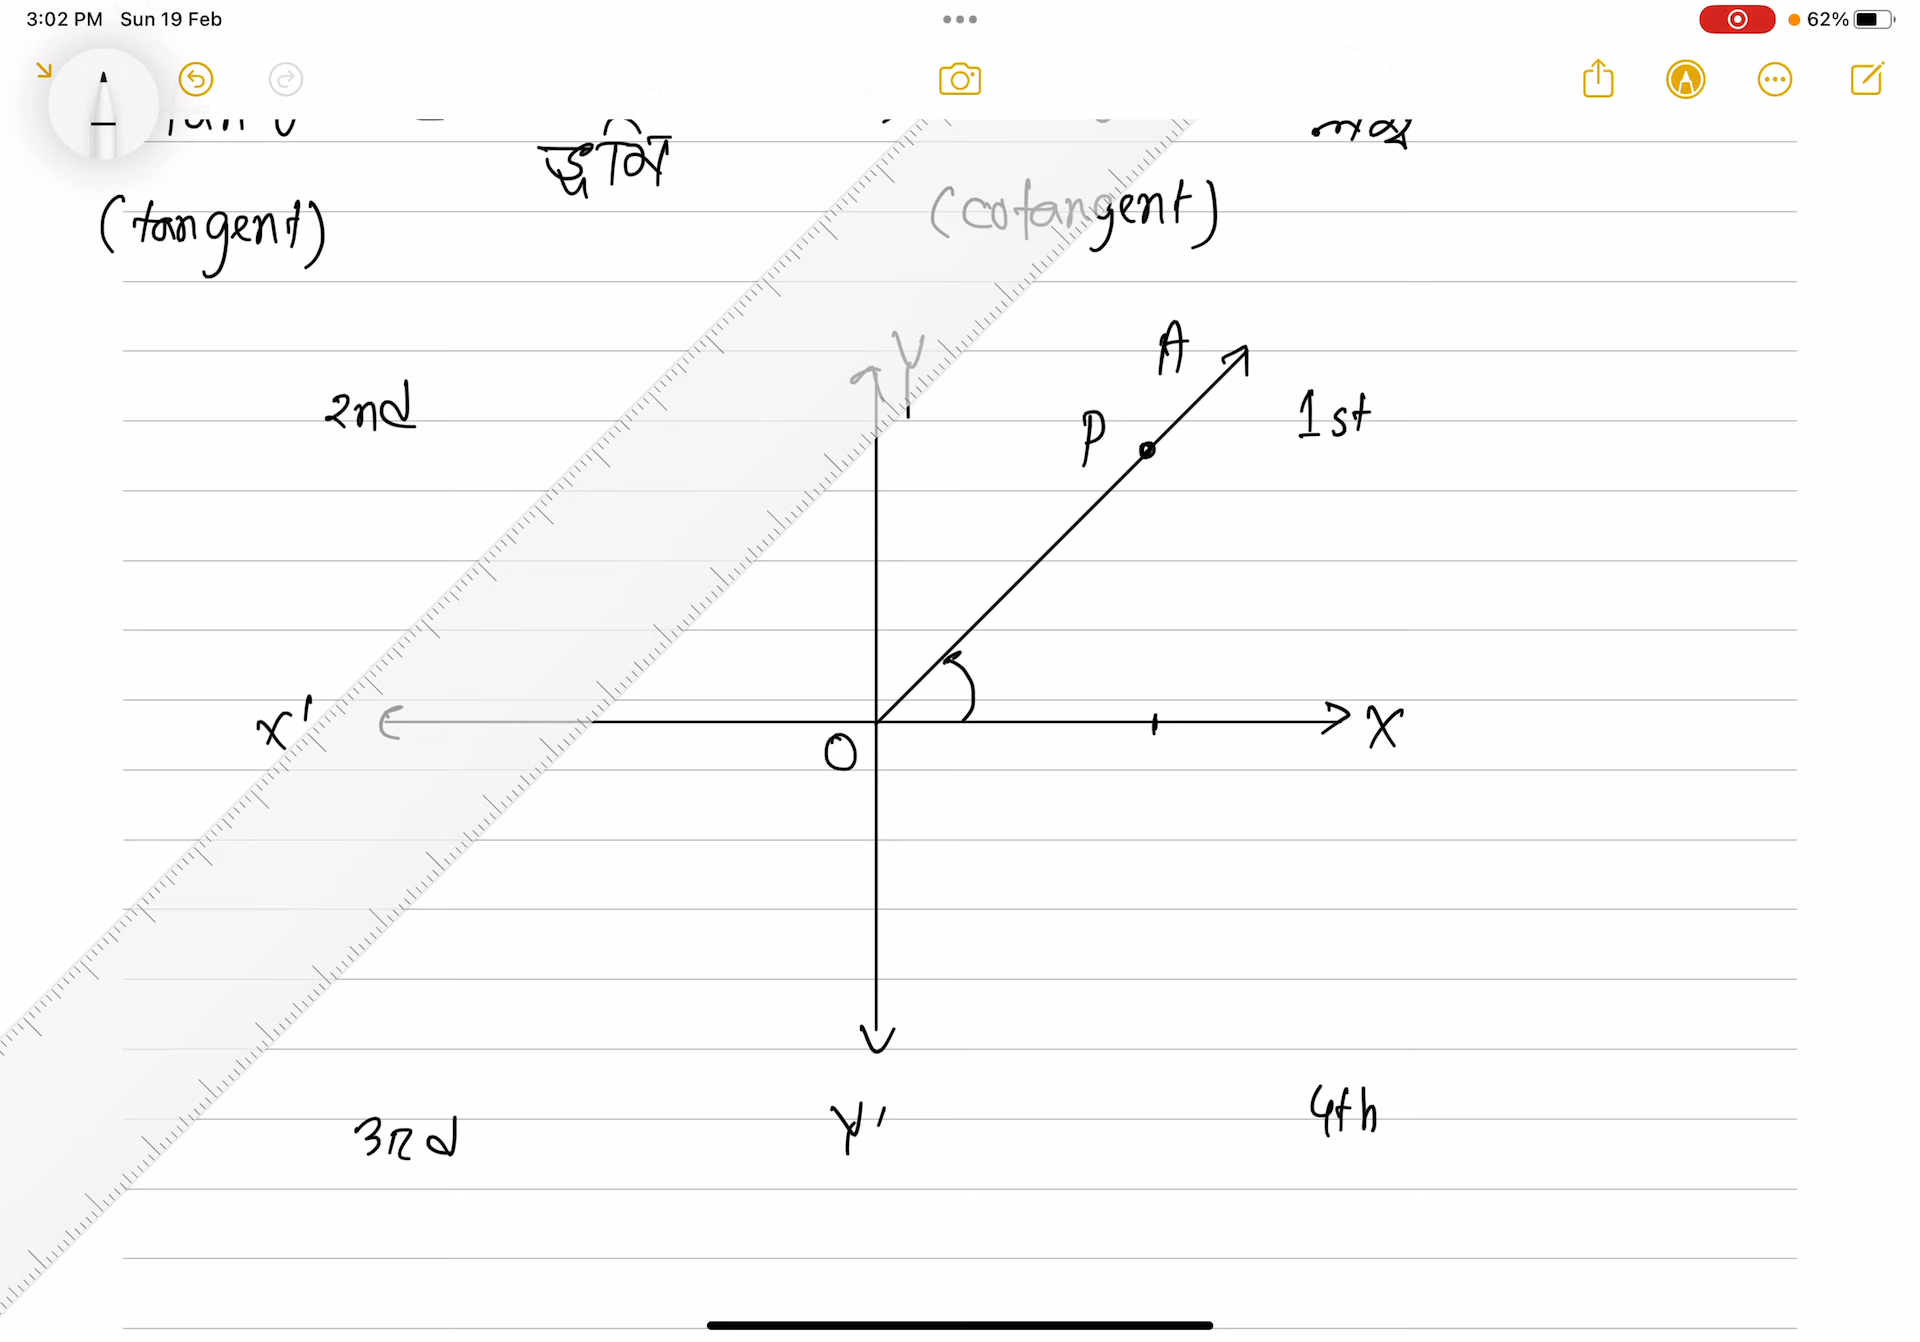 3:02 PM Sun 19 Feb
62%
ভূমি
(tangent)
(cotangent)
Y
A
2nd
P
1st
X'
O
X
Y'
4th
3rd